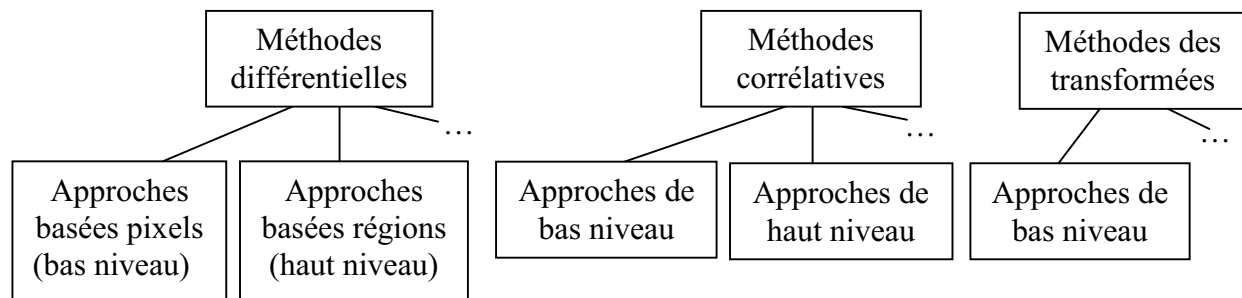 Méthodes
différentielles
Méthodes
corrélatives
Méthodes des
transformées
…
…
…
Approches
basées pixels
(bas niveau)
Approches
basées régions
(haut niveau)
Approches de
bas niveau
Approches de
haut niveau
Approches de
bas niveau